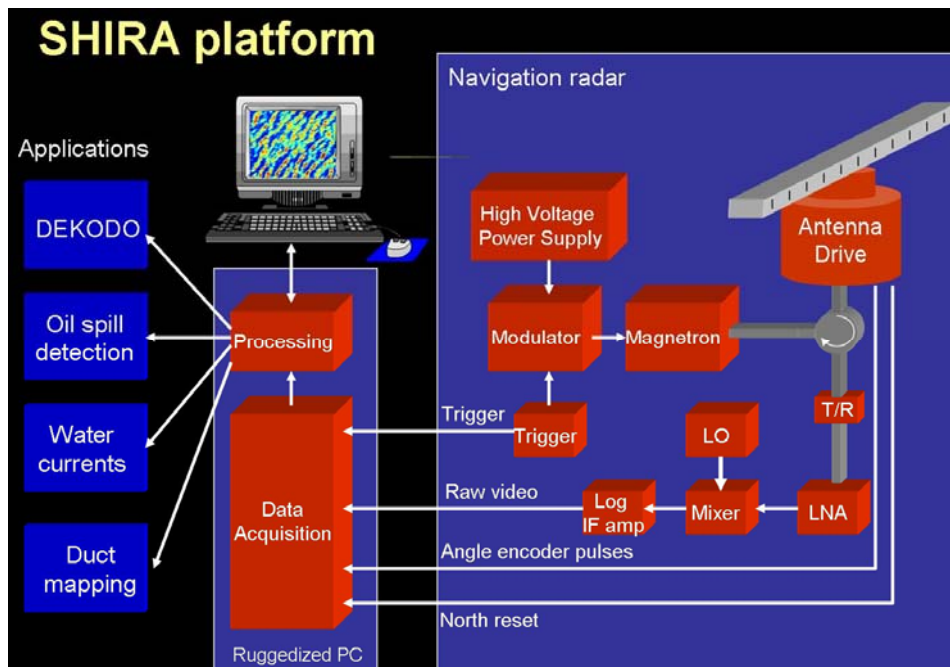 SHIRA platform
Navigation radar
Applications
DEKODO
Oil spill
detection
Water
currents
Duct
mapping
Processing
Data
Acquisition
Ruggedized PC
High Voltage
Power Supply
Modulator
Magnetron
Antenna
Drive
Trigger
Trigger
LO
T/R
Raw video
Log
IF amp
Mixer
LNA
Angle encoder pulses
North reset